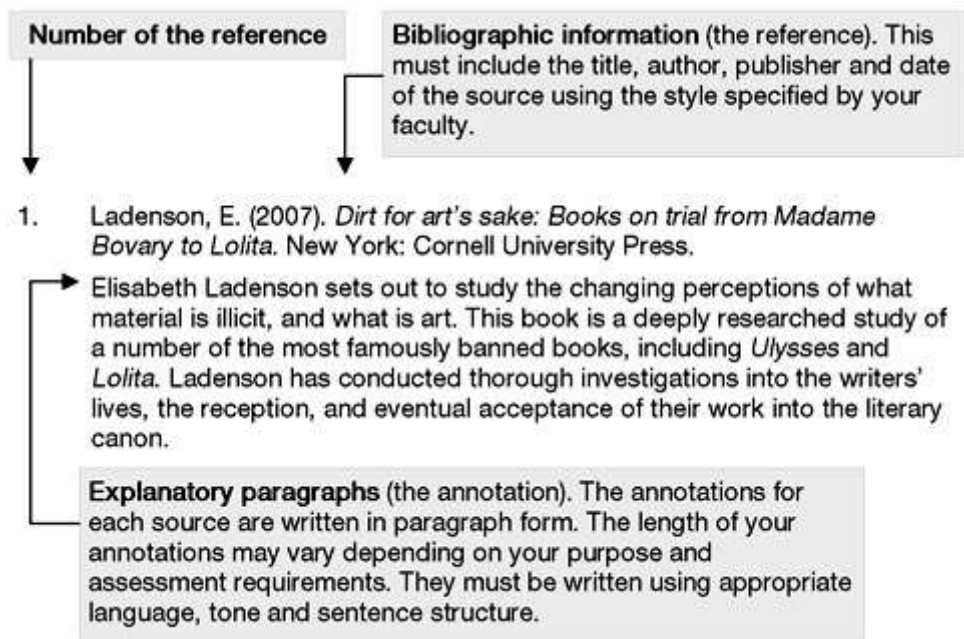 Number of the reference
Bibliographic information (the reference). This
must include the title, author, publisher and date
of the source using the style specified by your
faculty.
1. Ladenson, E. (2007). Dirt for art's sake: Books on trial from Madame
Bovary to Lolita. New York: Cornell University Press.
Elisabeth Ladenson sets out to study the changing perceptions of what
material is illicit, and what is art. This book is a deeply researched study of
a number of the most famously banned books, including Ulysses and
Lolita. Ladenson has conducted thorough investigations into the writers'
lives, the reception, and eventual acceptance of their work into the literary
canon.
Explanatory paragraphs (the annotation). The annotations for
each source are written in paragraph form. The length of your
annotations may vary depending on your purpose and
assessment requirements. They must be written using appropriate
language, tone and sentence structure.